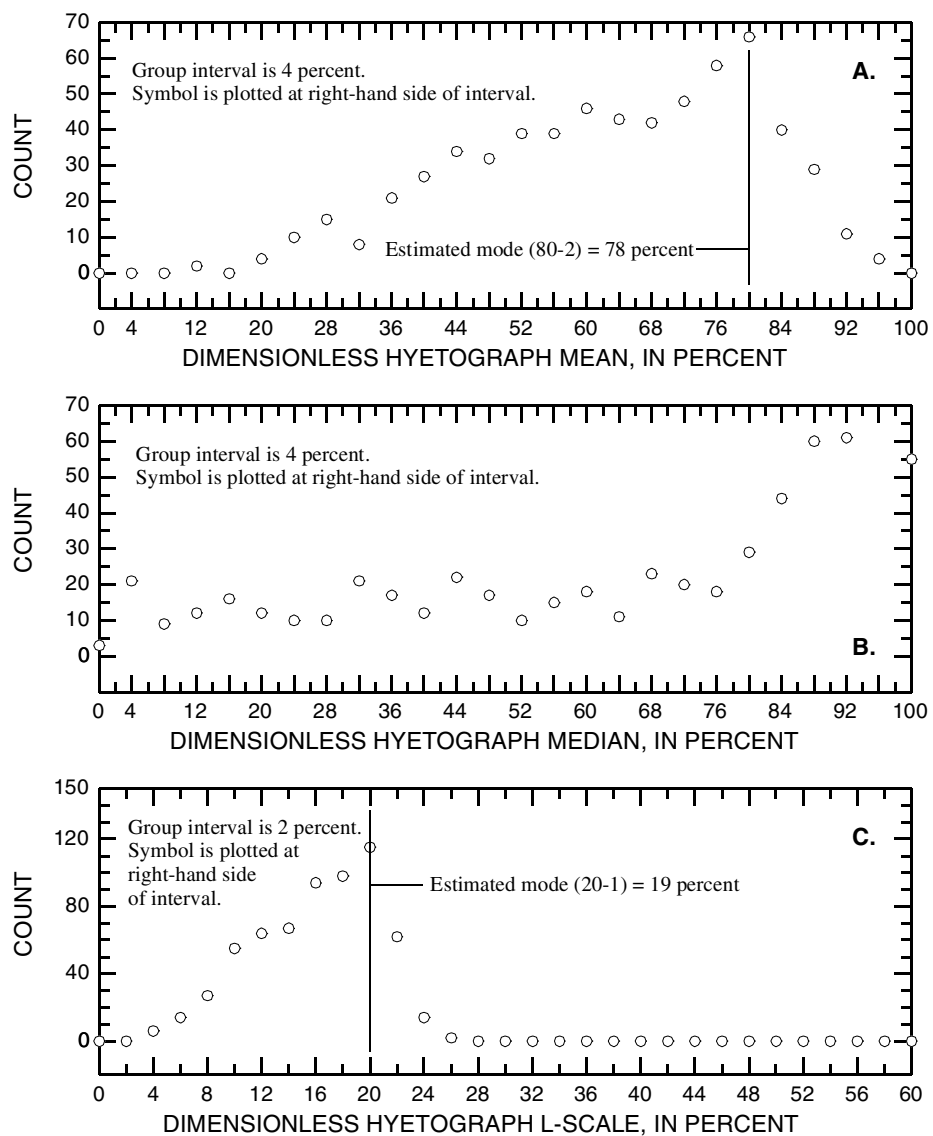 70
60
50
40
30
20
10
0
COUNT
Group interval is 4 percent.
Symbol is plotted at right-hand side of interval.
A.
Estimated mode (80-2) = 78 percent
0 4 12 20 28 36 44 52 60 68 76 84 92 100
DIMENSIONLESS HYETOGRAPH MEAN, IN PERCENT
70
60
50
40
30
20
10
0
COUNT
Group interval is 4 percent.
Symbol is plotted at right-hand side of interval.
B.
0 4 12 20 28 36 44 52 60 68 76 84 92 100
DIMENSIONLESS HYETOGRAPH MEDIAN, IN PERCENT
150
120
80
40
0
COUNT
Group interval is 2 percent.
Symbol is plotted at
right-hand side
of interval.
C.
Estimated mode (20-1) = 19 percent
0 4 8 12 16 20 24 28 32 36 40 44 48 52 56 60
DIMENSIONLESS HYETOGRAPH L-SCALE, IN PERCENT